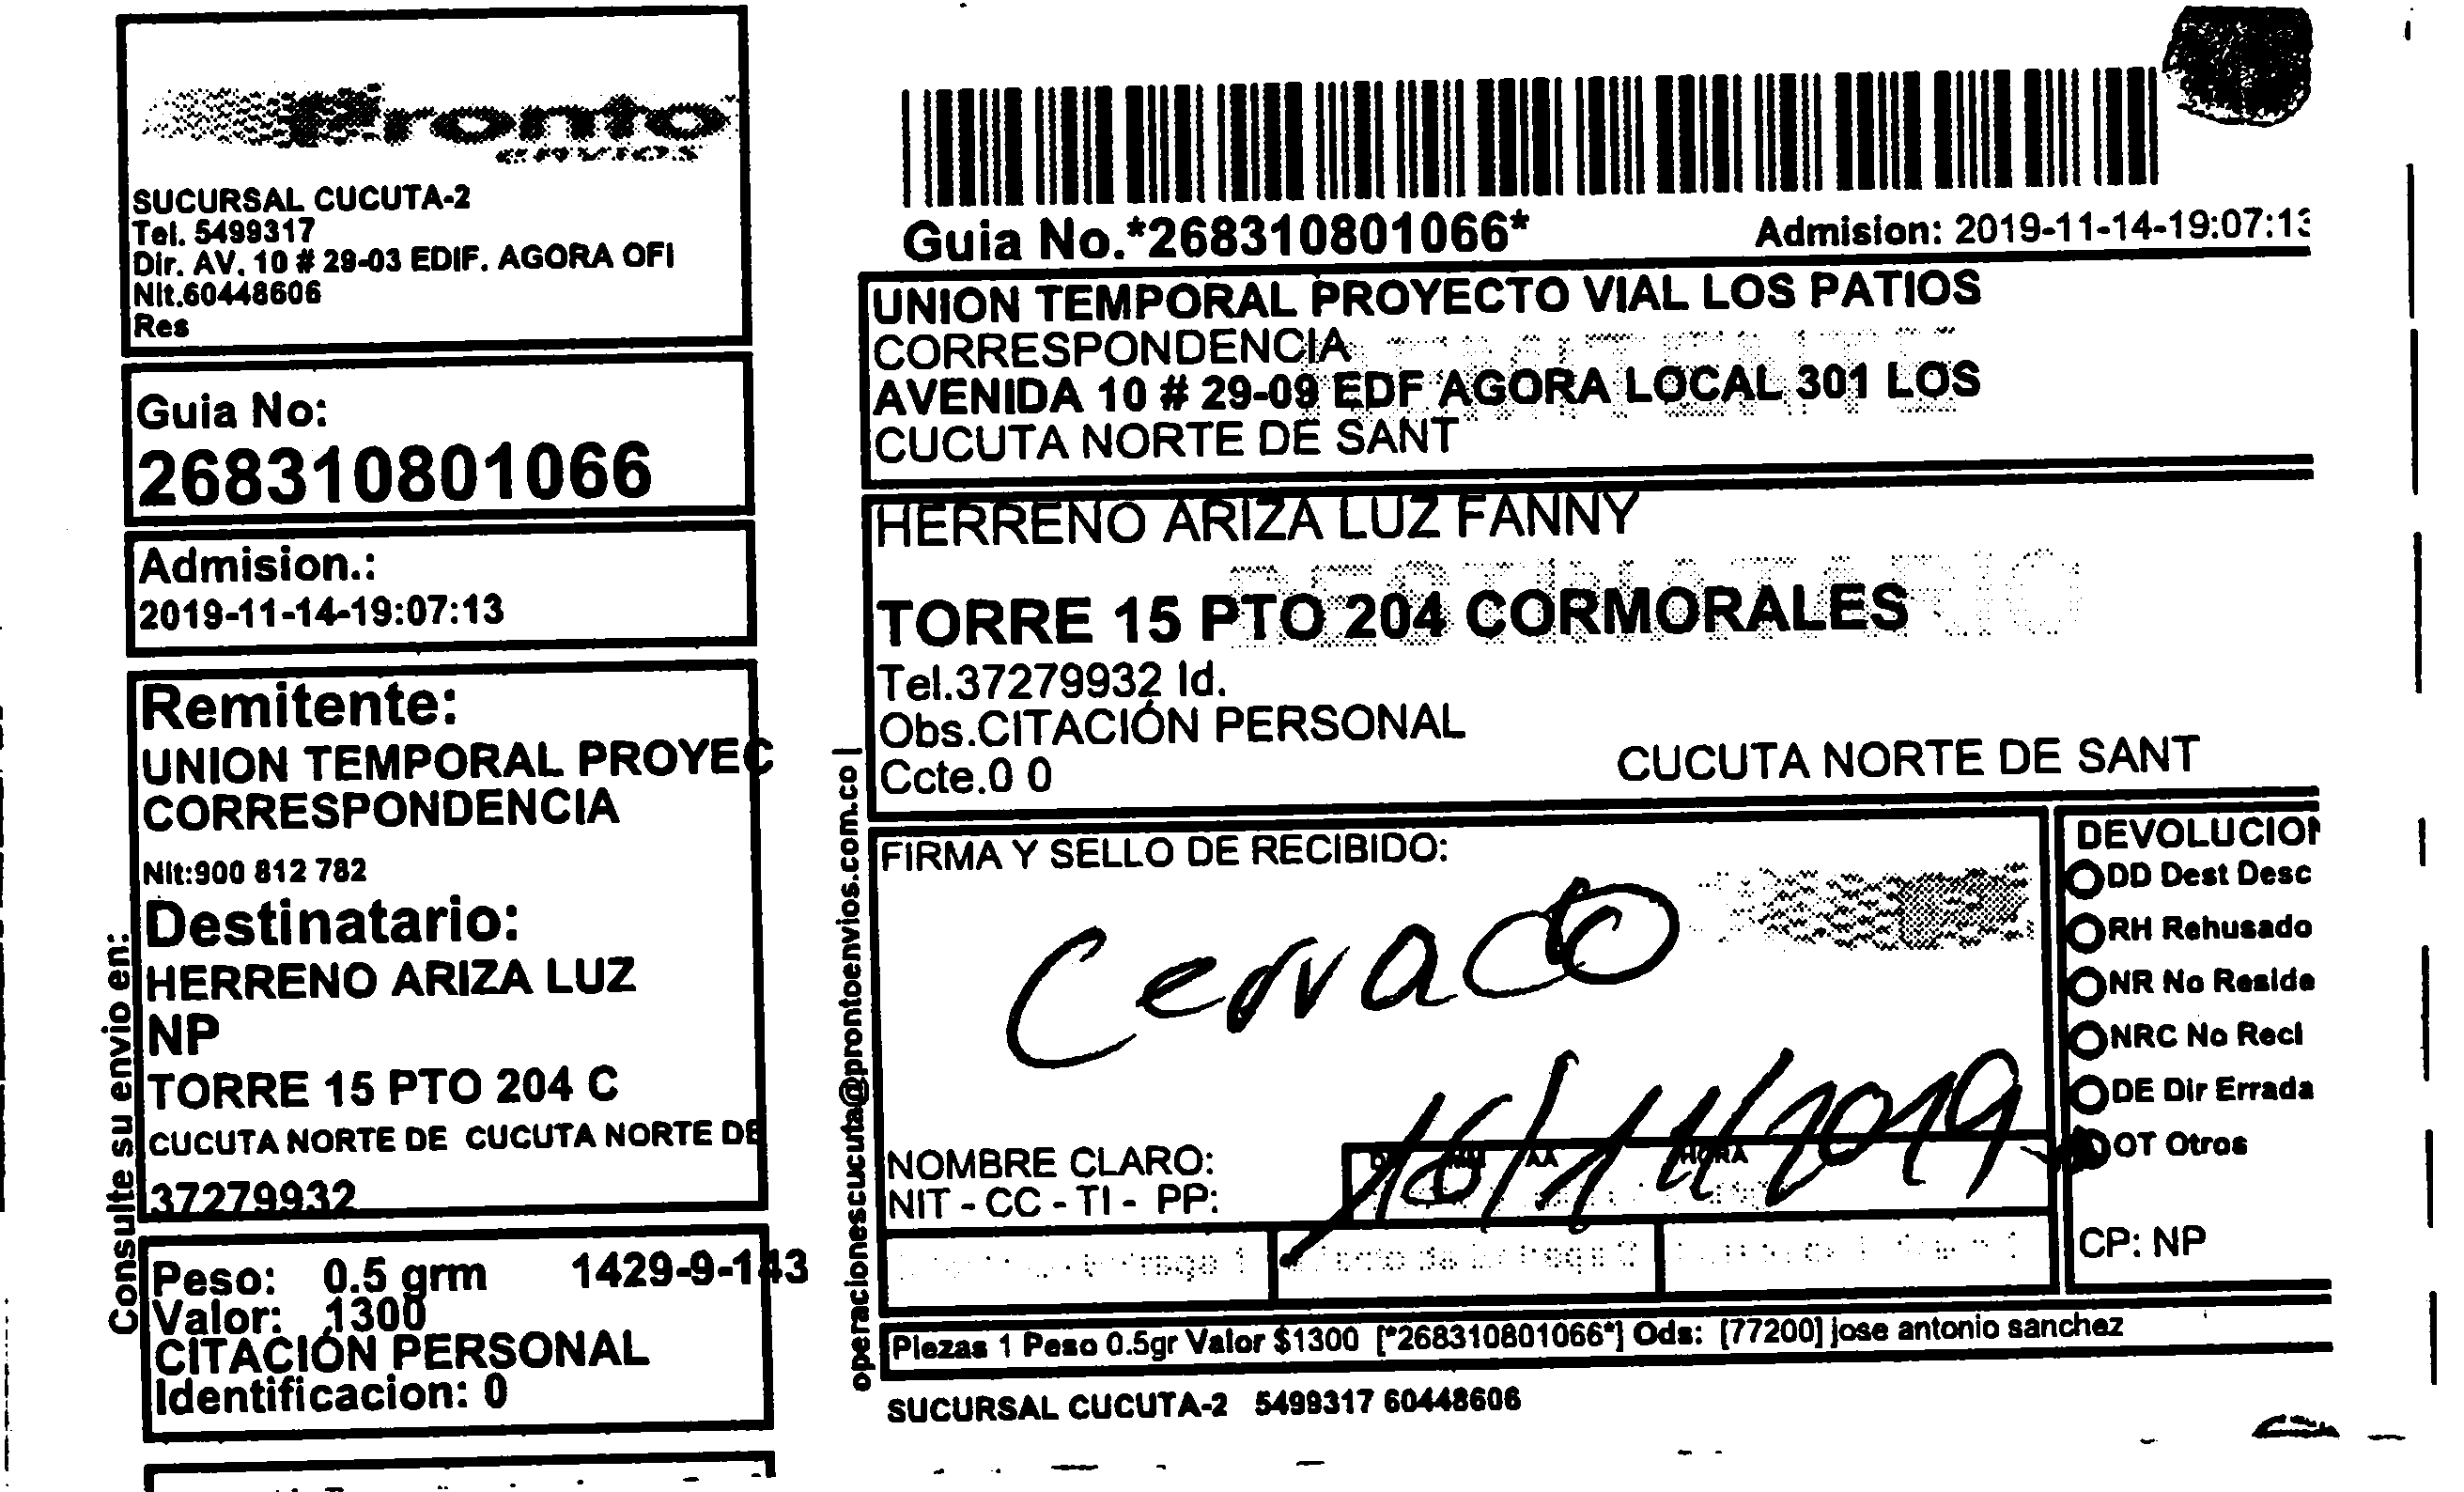 Pronto
envios
SUCURSAL CUCUTA-2
Tel. 5499317
Dir. AV. 10 # 29-03 EDIF. AGORA OFI
Nit.60448606
Res
Guia No:
268310801066
Admision.:
2019-11-14-19:07:13
Remitente:
UNION TEMPORAL PROYEC
CORRESPONDENCIA
Nit:900 812 782
Destinatario:
HERRENO ARIZA LUZ
NP
TORRE 15 PTO 204 C
CUCUTA NORTE DE CUCUTA NORTE DE
37279932
Peso: 0.5 grm 1429-9-143
Valor: 1300
CITACIÓN PERSONAL
Identificacion: 0
Consulte su envio en:
operacionescucuta@prontoenvios.com.co |
Guia No.*268310801066*
Admision: 2019-11-14-19:07:13
UNION TEMPORAL PROYECTO VIAL LOS PATIOS
CORRESPONDENCIA
REMITENTE
AVENIDA 10 # 29-09 EDF AGORA LOCAL 301 LOS
CUCUTA NORTE DE SANT
HERRENO ARIZA LUZ FANNY
DESTINATARIO
TORRE 15 PTO 204 CORMORALES
Tel.37279932 Id.
Obs.CITACIÓN PERSONAL
Ccte.0 0
CUCUTA NORTE DE SANT
FIRMA Y SELLO DE RECIBIDO:
Cerrado
16/11/2019
NOMBRE CLARO:
NIT - CC - TI - PP:
AA HORA
DEVOLUCION
DD Dest Desc
RH Rehusado
NR No Reside
NRC No Recl
DE Dir Errada
OT Otros
CP: NP
Piezas 1 Peso 0.5gr Valor $1300 [*268310801066*] Ods: [77200] jose antonio sanchez
SUCURSAL CUCUTA-2 5499317 60448606